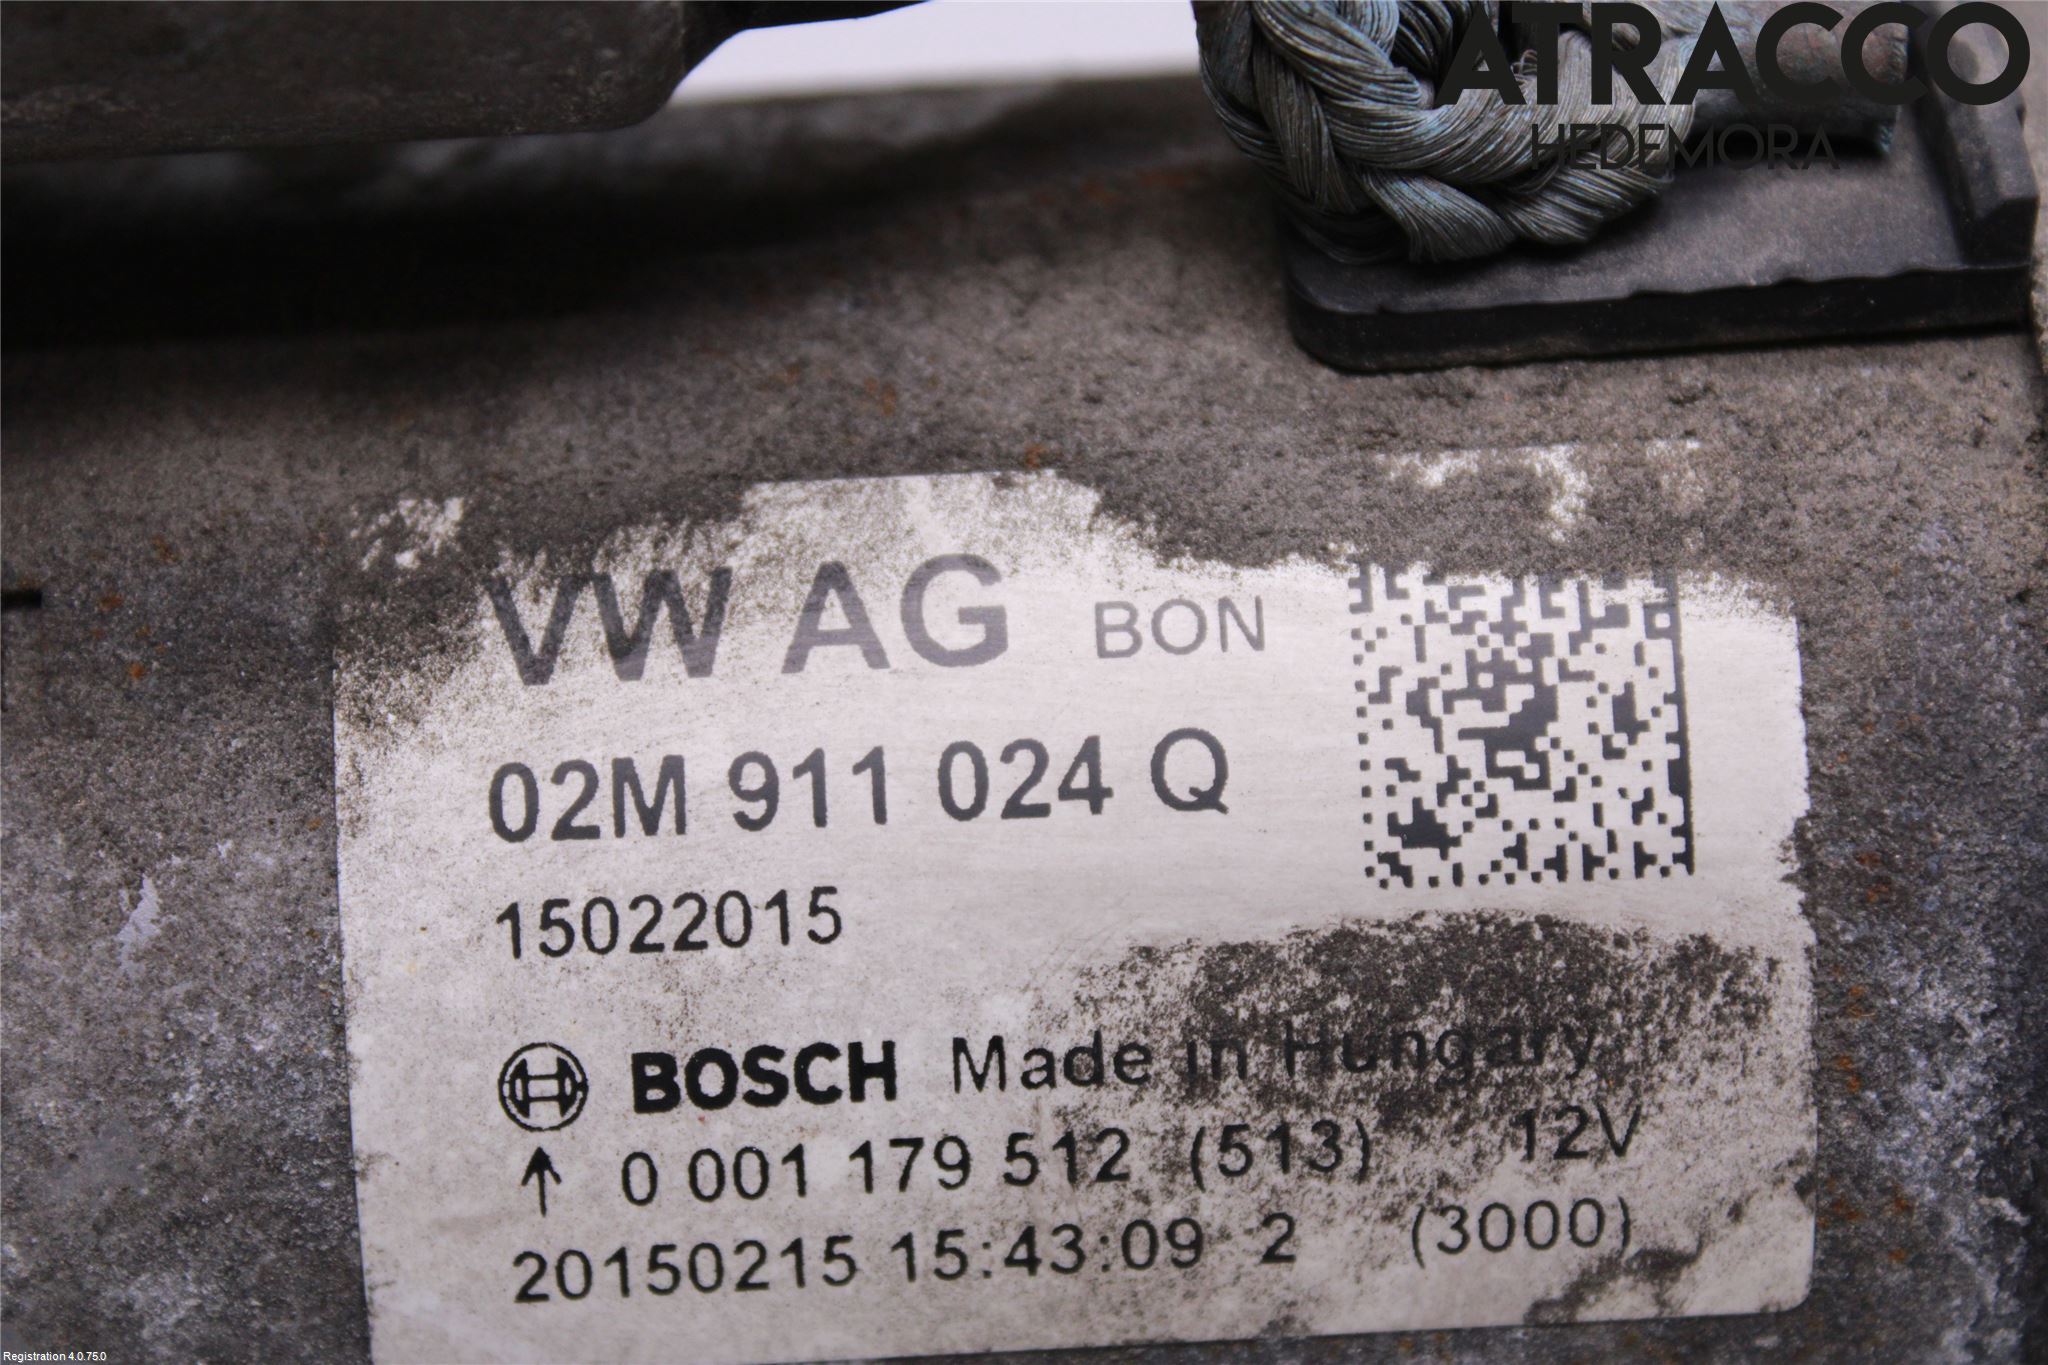 ATRACCO
HEDEMORA
VW AG BON
02M 911 024 Q
15022015
BOSCH Made in Hungary
0 001 179 512 (513) 12V
20150215 15:43:09 2 (3000)
Registration 4.0.75.0